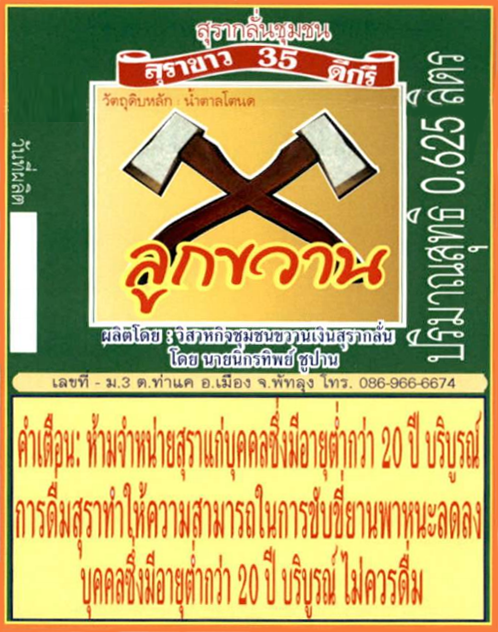 สุรากลั่นชุมชน
สุราขาว 35 ดีกรี
วัตถุดิบหลัก : น้ำตาลโตนด
ลูกขวาน
วันที่ผลิต
ปริมาณสุทธิ 0.625 ลิตร
ผลิตโดย : วิสาหกิจชุมชนขวานเงินสุรากลั่น
โดย นายนิกรทิพย์ ชูปาน
เลขที่ - ม.3 ต.ท่าแค อ.เมือง จ.พัทลุง โทร. 086-966-6674
คำเตือน: ห้ามจำหน่ายสุราแก่บุคคลซึ่งมีอายุต่ำกว่า 20 ปี บริบูรณ์
การดื่มสุราทำให้ความสามารถในการขับขี่ยานพาหนะลดลง
บุคคลซึ่งมีอายุต่ำกว่า 20 ปี บริบูรณ์ ไม่ควรดื่ม